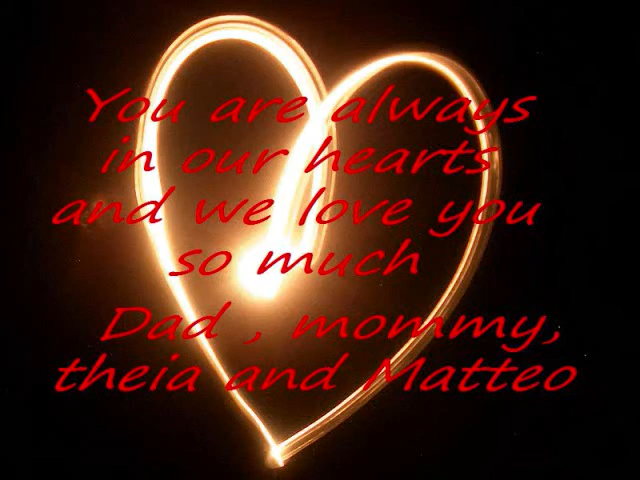 You are always
in our hearts
and we love you
so much
Dad , mommy,
theia and Matteo